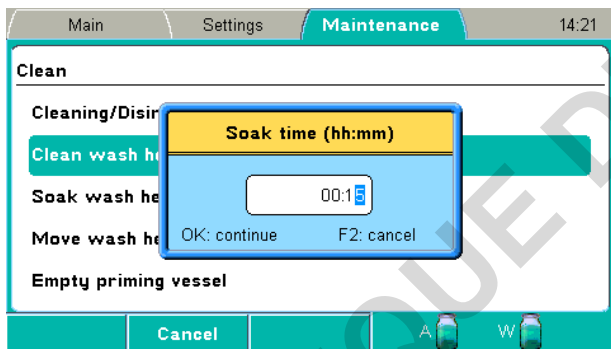 Main Settings Maintenance 14:21
Clean
Cleaning/Disin
Soak time (hh:mm)
Clean wash he
00:15
Soak wash he
OK: continue F2: cancel
Move wash he
Empty priming vessel
Cancel A W